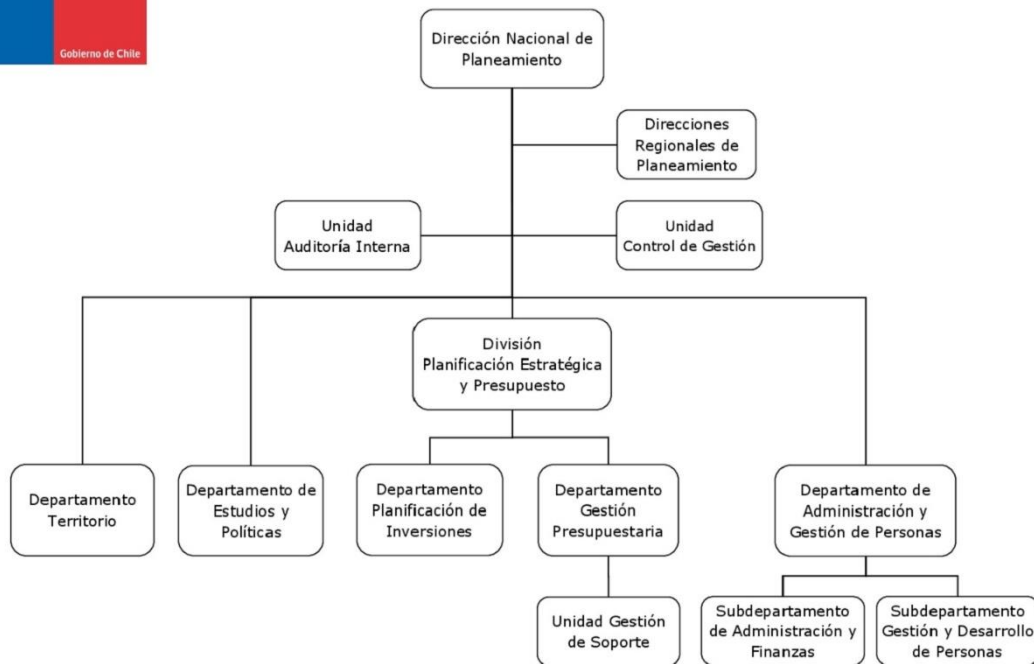 Gobierno de Chile
Dirección Nacional de
Planeamiento
Direcciones
Regionales de
Planeamiento
Unidad
Auditoría Interna
Unidad
Control de Gestión
División
Planificación Estratégica
y Presupuesto
Departamento
Territorio
Departamento de
Estudios y
Políticas
Departamento
Planificación de
Inversiones
Departamento
Gestión
Presupuestaria
Departamento de
Administración y
Gestión de Personas
Unidad Gestión
de Soporte
Subdepartamento
de Administración y
Finanzas
Subdepartamento
Gestión y Desarrollo
de Personas